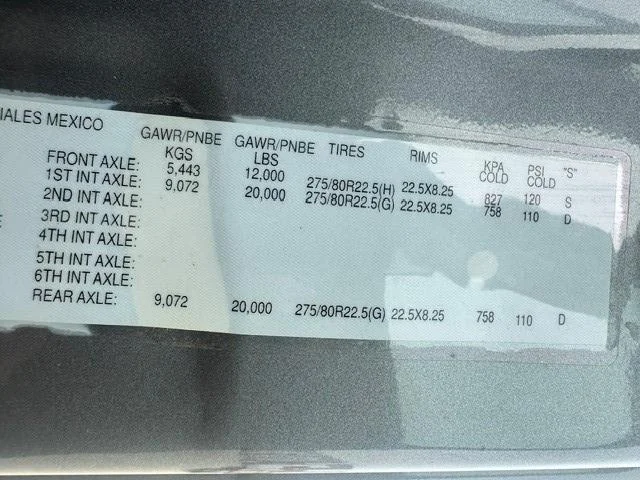 IALES MEXICO
GAWR/PNBE GAWR/PNBE TIRES RIMS KPA PSI "S"
KGS LBS COLD COLD
FRONT AXLE: 5,443 12,000 275/80R22.5(H) 22.5X8.25 827 120 S
1ST INT AXLE: 9,072 20,000 275/80R22.5(G) 22.5X8.25 758 110 D
2ND INT AXLE:
3RD INT AXLE:
4TH INT AXLE:
5TH INT AXLE:
6TH INT AXLE:
REAR AXLE: 9,072 20,000 275/80R22.5(G) 22.5X8.25 758 110 D